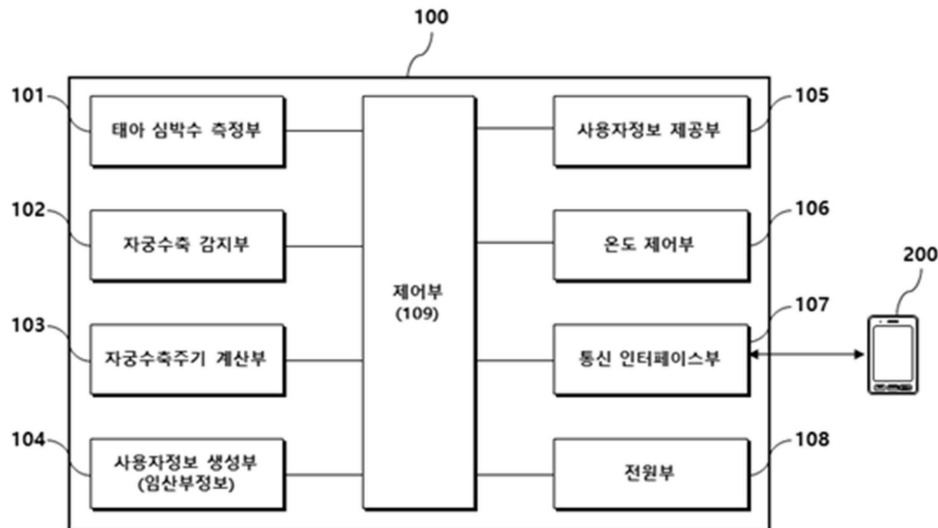 100
101
태아 심박수 측정부
105
사용자정보 제공부
102
자궁수축 감지부
106
온도 제어부
200
제어부
(109)
103
자궁수축주기 계산부
107
통신 인터페이스부
104
사용자정보 생성부
(임산부정보)
108
전원부